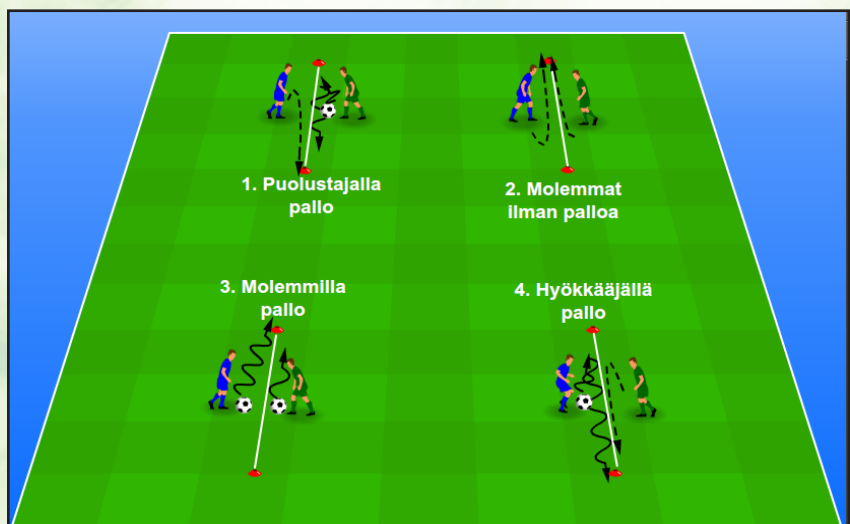 1. Puolustajalla
pallo
2. Molemmat
ilman palloa
3. Molemmilla
pallo
4. Hyökkääjällä
pallo